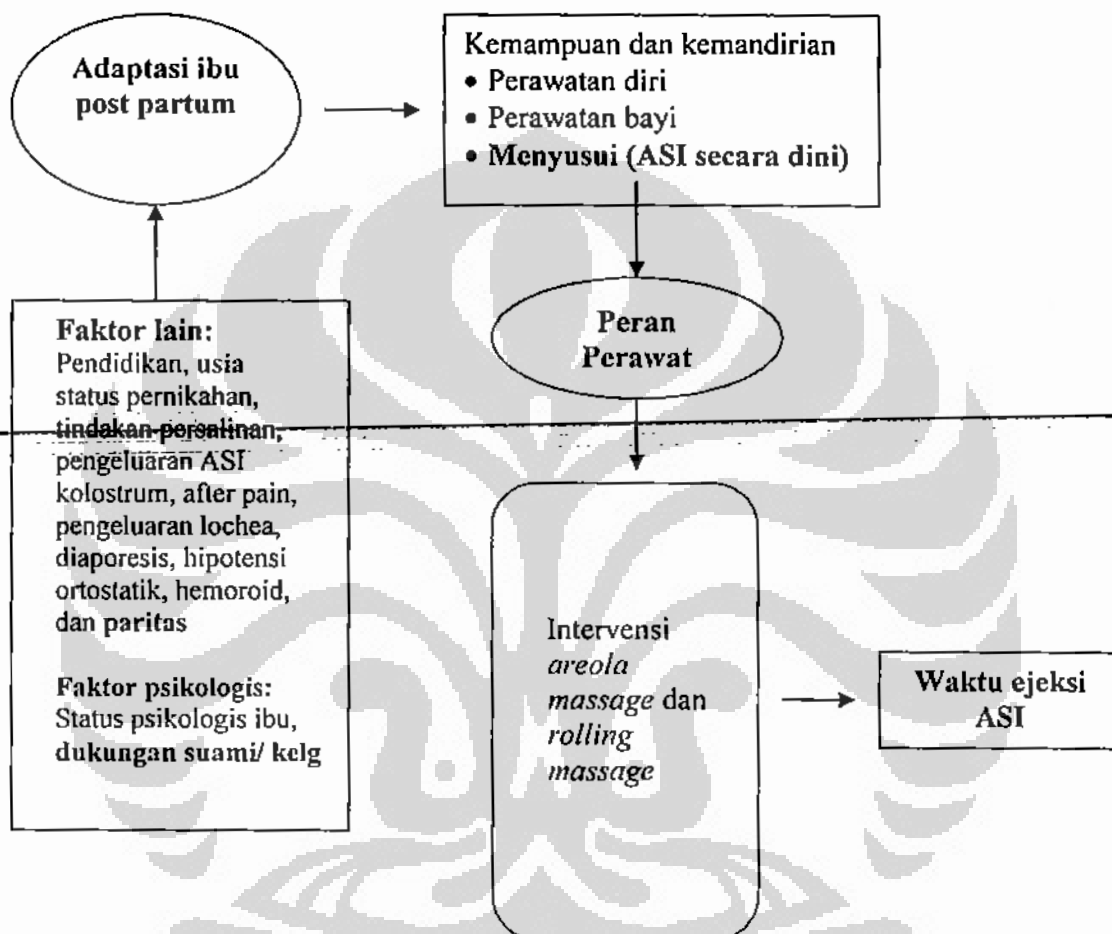 Adaptasi ibu
post partum
Kemampuan dan kemandirian
• Perawatan diri
• Perawatan bayi
• Menyusui (ASI secara dini)
Peran
Perawat
Faktor lain:
Pendidikan, usia
status pernikahan,
tindakan persalinan,
pengeluaran ASI
kolostrum, after pain,
pengeluaran lochea,
diaporesis, hipotensi
ortostatik, hemoroid,
dan paritas
Faktor psikologis:
Status psikologis ibu,
dukungan suami/ kelg
Intervensi
areola
massage dan
rolling
massage
Waktu ejeksi
ASI